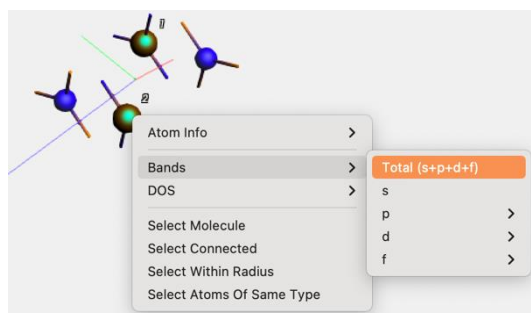 1
2
Atom Info
Bands
DOS
Select Molecule
Select Connected
Select Within Radius
Select Atoms Of Same Type
Total (s+p+d+f)
s
p
d
f